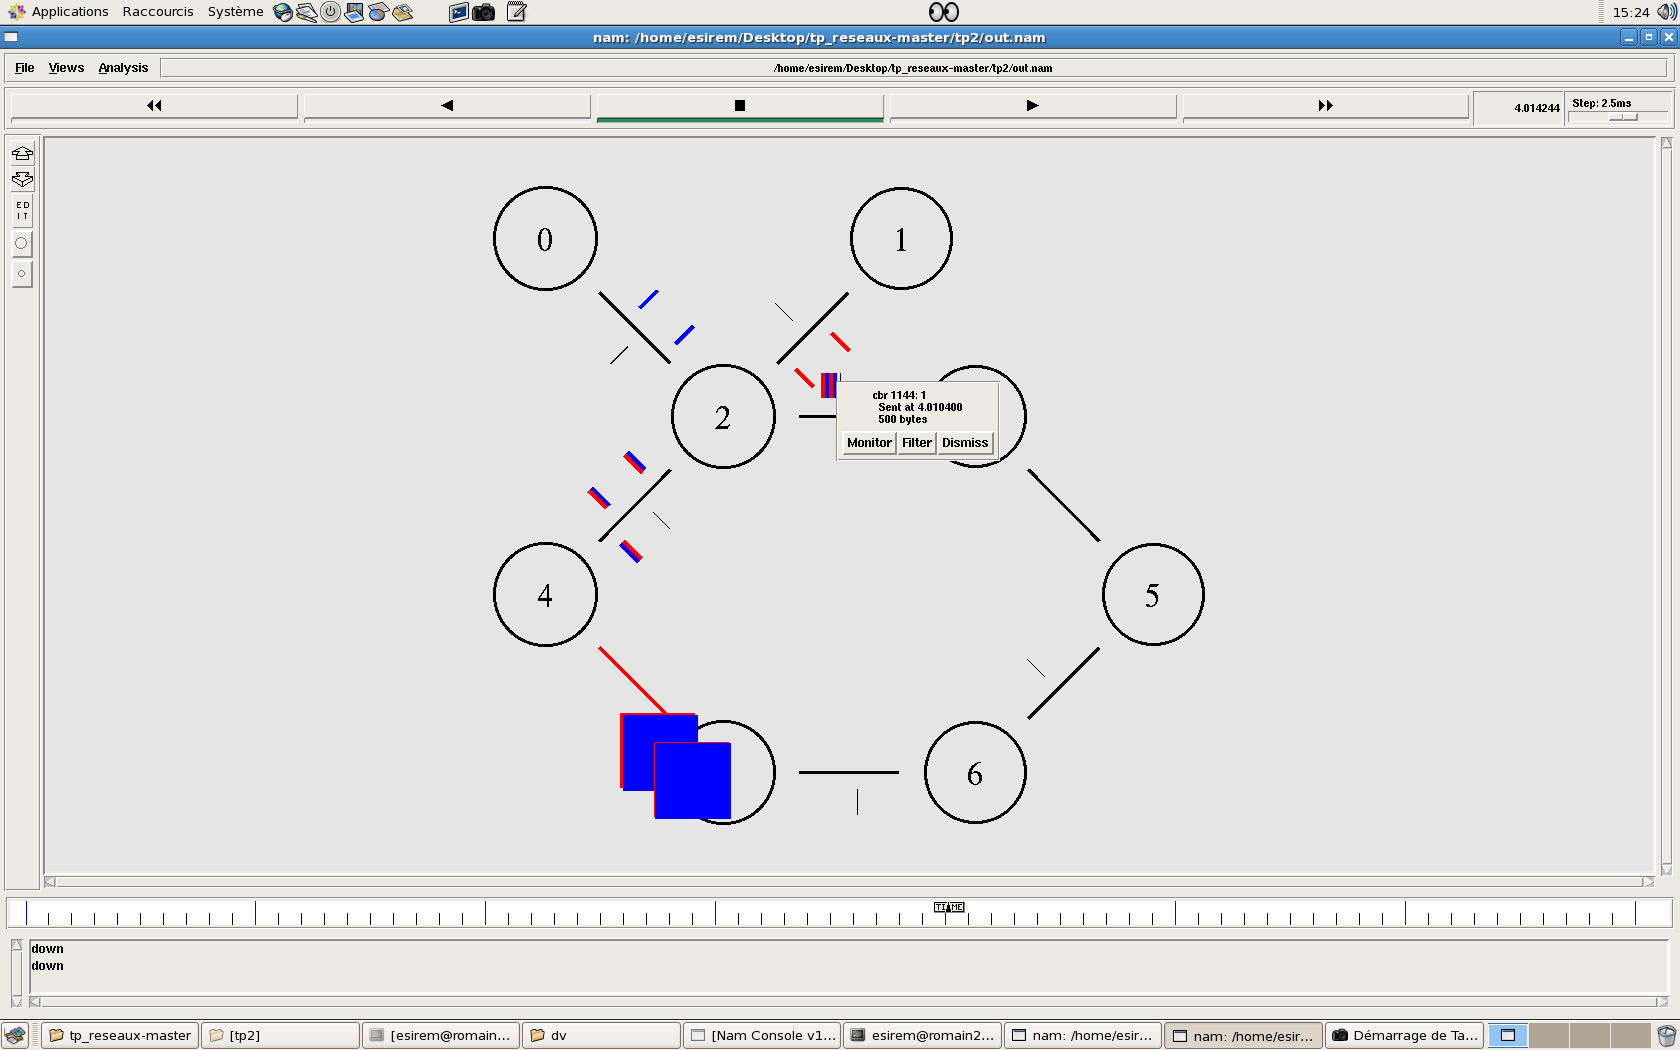 Applications Raccourcis Système 15:24
nam: /home/esirem/Desktop/tp_reseaux-master/tp2/out.nam
File Views Analysis /home/esirem/Desktop/tp_reseaux-master/tp2/out.nam
4.014244 Step: 2.5ms
E D
I T
0
1
2
cbr 1144: 1
Sent at 4.010400
500 bytes
Monitor Filter Dismiss
4
5
6
TIME
down
down
tp_reseaux-master [tp2] [esirem@romain... dv [Nam Console v1... esirem@romain2... nam: /home/esir... nam: /home/esir... Démarrage de Ta...